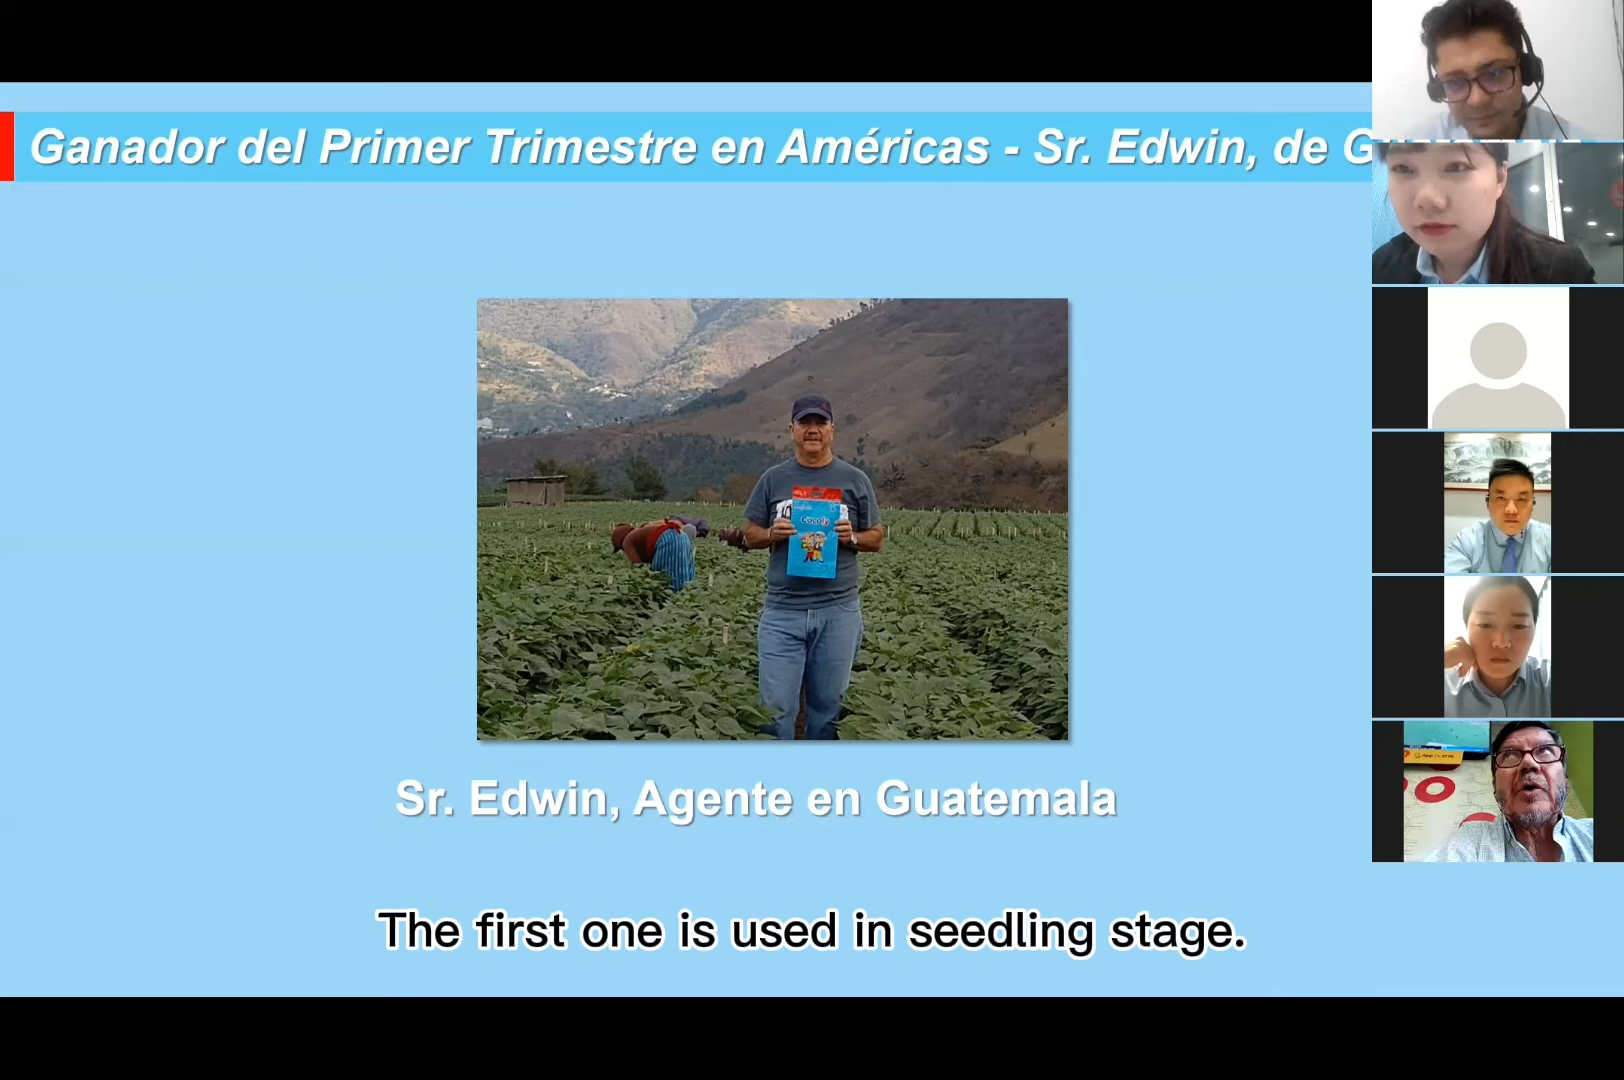 Ganador del Primer Trimestre en Américas - Sr. Edwin, de
Cocoly
Sr. Edwin, Agente en Guatemala
The first one is used in seedling stage.